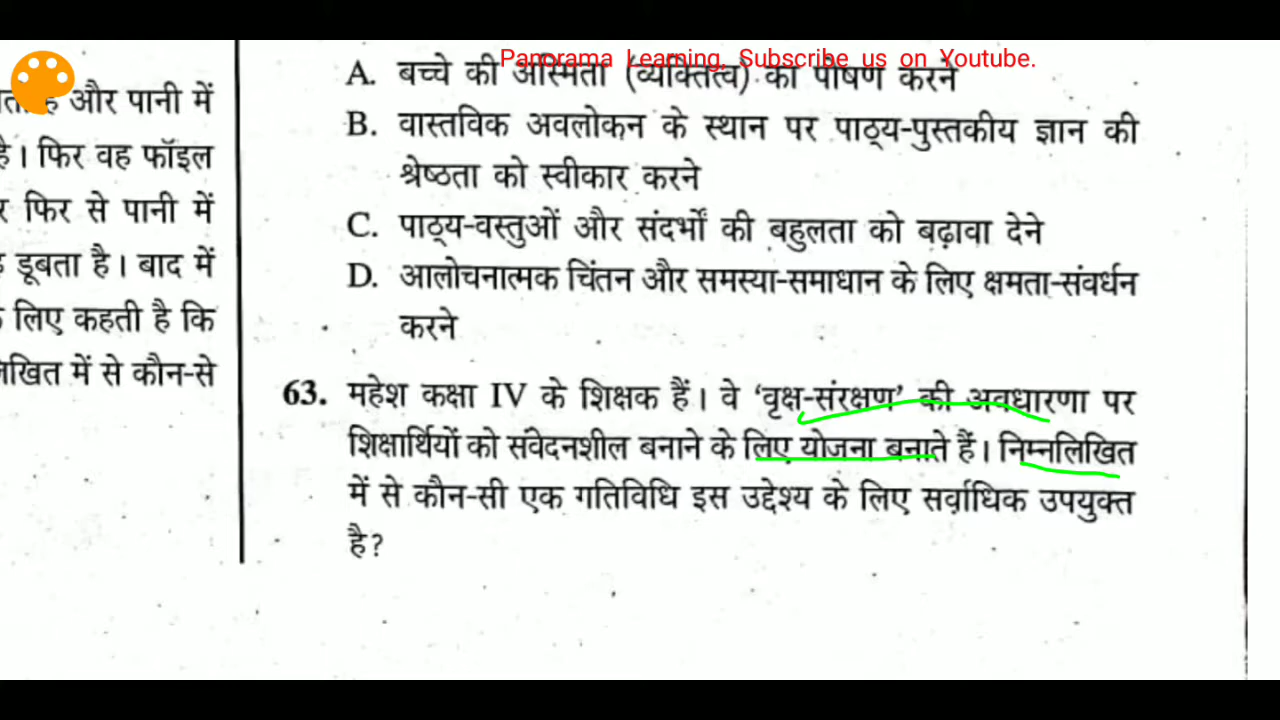 Panorama Learning, Subscribe us on Youtube.
और पानी में
है। फिर वह फॉइल
फिर से पानी में
डूबता है। बाद में
लिए कहती है कि
में से कौन-से
A. बच्चे की अस्मिता (व्यक्तित्व) का पोषण करने
B. वास्तविक अवलोकन के स्थान पर पाठ्य-पुस्तकीय ज्ञान की
श्रेष्ठता को स्वीकार करने
C. पाठ्य-वस्तुओं और संदर्भों की बहुलता को बढ़ावा देने
D. आलोचनात्मक चिंतन और समस्या-समाधान के लिए क्षमता-संवर्धन
करने
63. महेश कक्षा IV के शिक्षक हैं। वे ‘वृक्ष-संरक्षण’ की अवधारणा पर
शिक्षार्थियों को संवेदनशील बनाने के लिए योजना बनाते हैं। निम्नलिखित
में से कौन-सी एक गतिविधि इस उद्देश्य के लिए सर्वाधिक उपयुक्त
है?